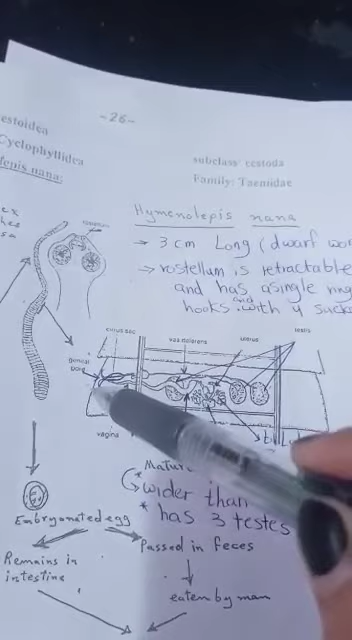 -26-
estoidea
Cyclophyllidea
lepis nana:
subclass cestoda
Family: Taeniidae
Hymenolepis nana
→ 3 cm Long (dwarf wor
→ rostellum is retractable
and has a single ring
hooks and with 4 suck
cirrus sac
vas deferens
uterus
testis
genital pore
vagina
Mature
wider than
* has 3 testes
Embryonated egg
Remains in
intestine
Passed in feces
eaten by man